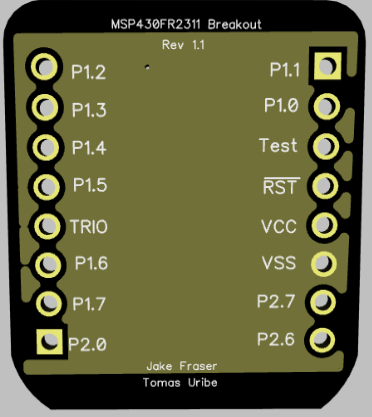 MSP430FR2311 Breakout
Rev 1.1
P1.2 P1.1
P1.3 P1.0
P1.4 Test
P1.5 RST
TRIO VCC
P1.6 VSS
P1.7 P2.7
P2.0 P2.6
Jake Fraser
Tomas Uribe